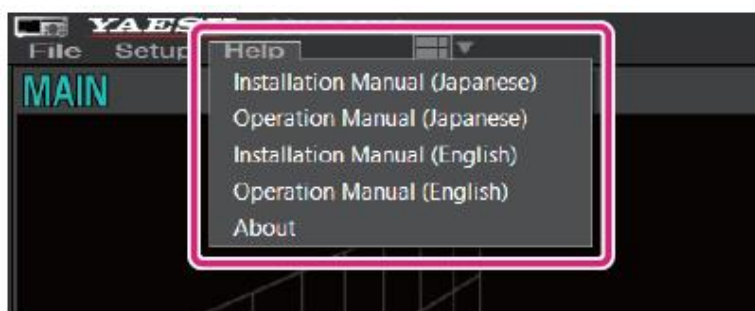 YAESU
File Setup Help
MAIN
Installation Manual (Japanese)
Operation Manual (Japanese)
Installation Manual (English)
Operation Manual (English)
About